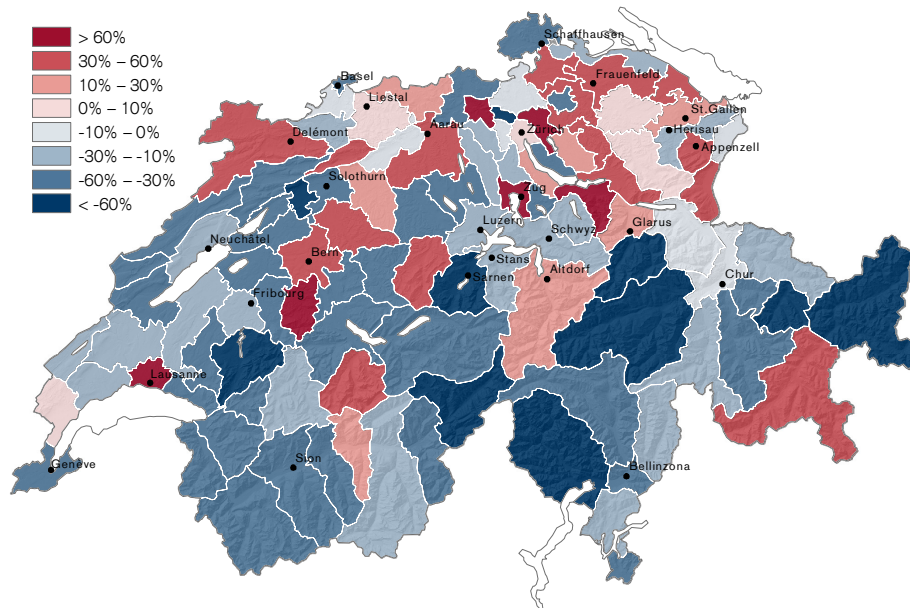 > 60%
30% – 60%
10% – 30%
0% – 10%
-10% – 0%
-30% – -10%
-60% – -30%
< -60%
Schaffhausen
Basel
Frauenfeld
Liestal
St.Gallen
Aarau
Zürich
Herisau
Delémont
Appenzell
Solothurn
Zug
Luzern
Glarus
Neuchâtel
Schwyz
Bern
Stans
Sarnen
Altdorf
Chur
Fribourg
Lausanne
Genève
Sion
Bellinzona